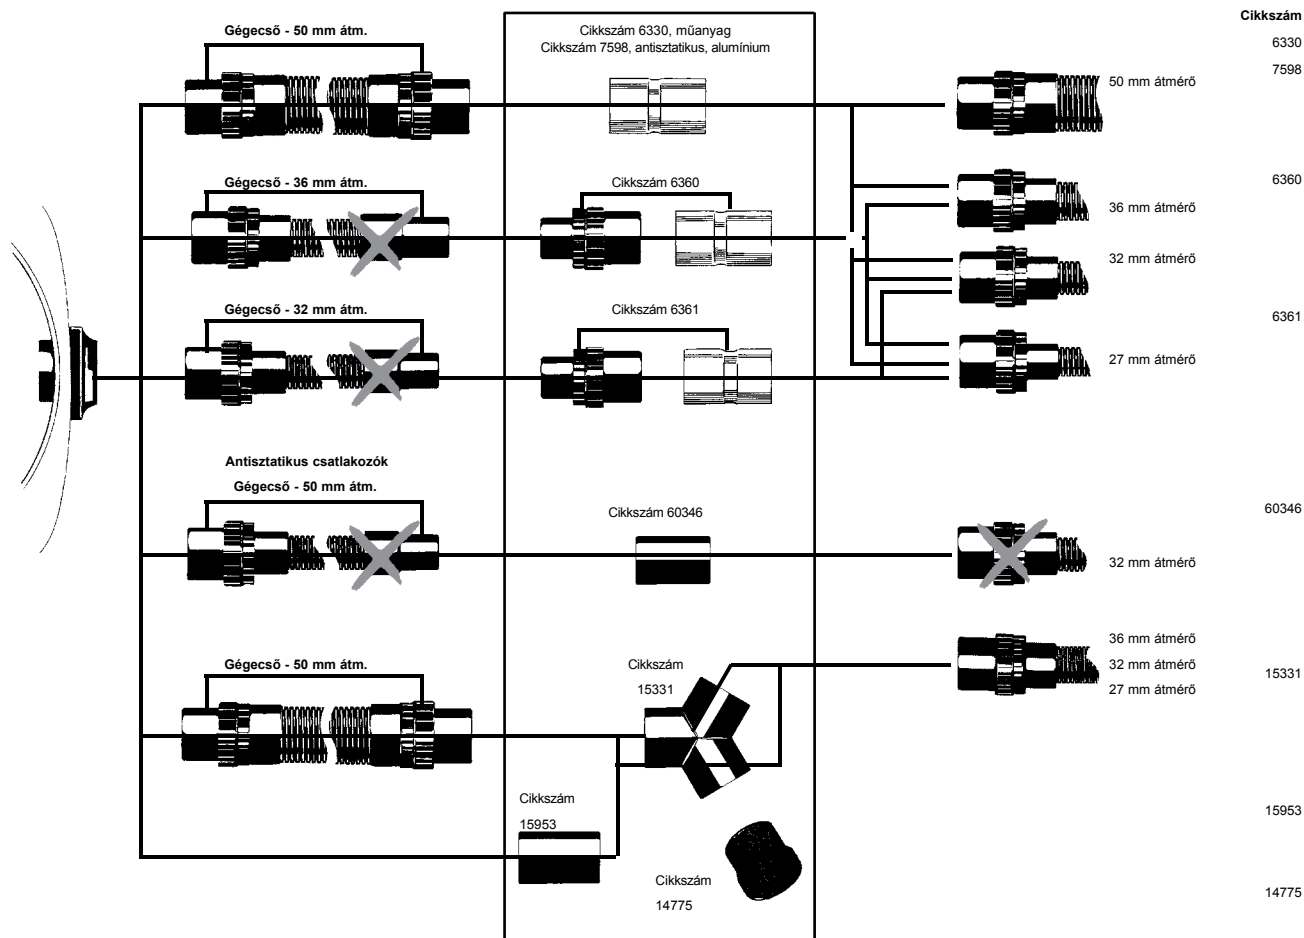 Cikkszám
Gégecső - 50 mm átm.
Cikkszám 6330, műanyag
Cikkszám 7598, antisztatikus, alumínium
6330
7598
50 mm átmérő
Gégecső - 36 mm átm.
Cikkszám 6360
6360
36 mm átmérő
32 mm átmérő
Gégecső - 32 mm átm.
Cikkszám 6361
6361
27 mm átmérő
Antisztatikus csatlakozók
Gégecső - 50 mm átm.
Cikkszám 60346
60346
32 mm átmérő
Gégecső - 50 mm átm.
Cikkszám
15331
36 mm átmérő
32 mm átmérő
27 mm átmérő
15331
Cikkszám
15953
15953
Cikkszám
14775
14775